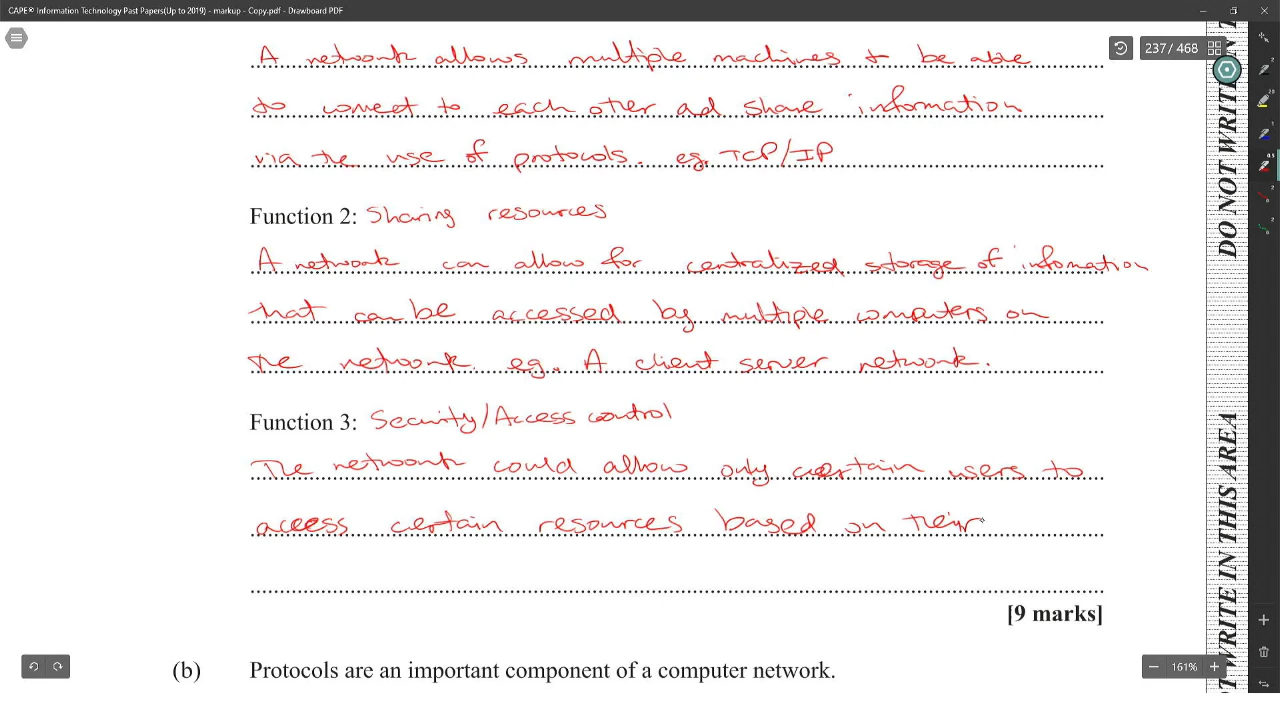 CAPE® Information Technology Past Papers(Up to 2019) - markup - Copy.pdf - Drawboard PDF
237 / 468
A network allows multiple machines to be able
to connect to each other and share information
via the use of protocols. eg. TCP/IP
Function 2: Sharing resources
A network can allow for centralized storage of infomation
that can be accessed by multiple computers on
the network. eg. A client server network.
Function 3: Security/Access control
The network could allow only certain users to
access certain resources based on their
[9 marks]
(b) Protocols are an important component of a computer network.
161%
DO NOT WRITE IN THIS AREA